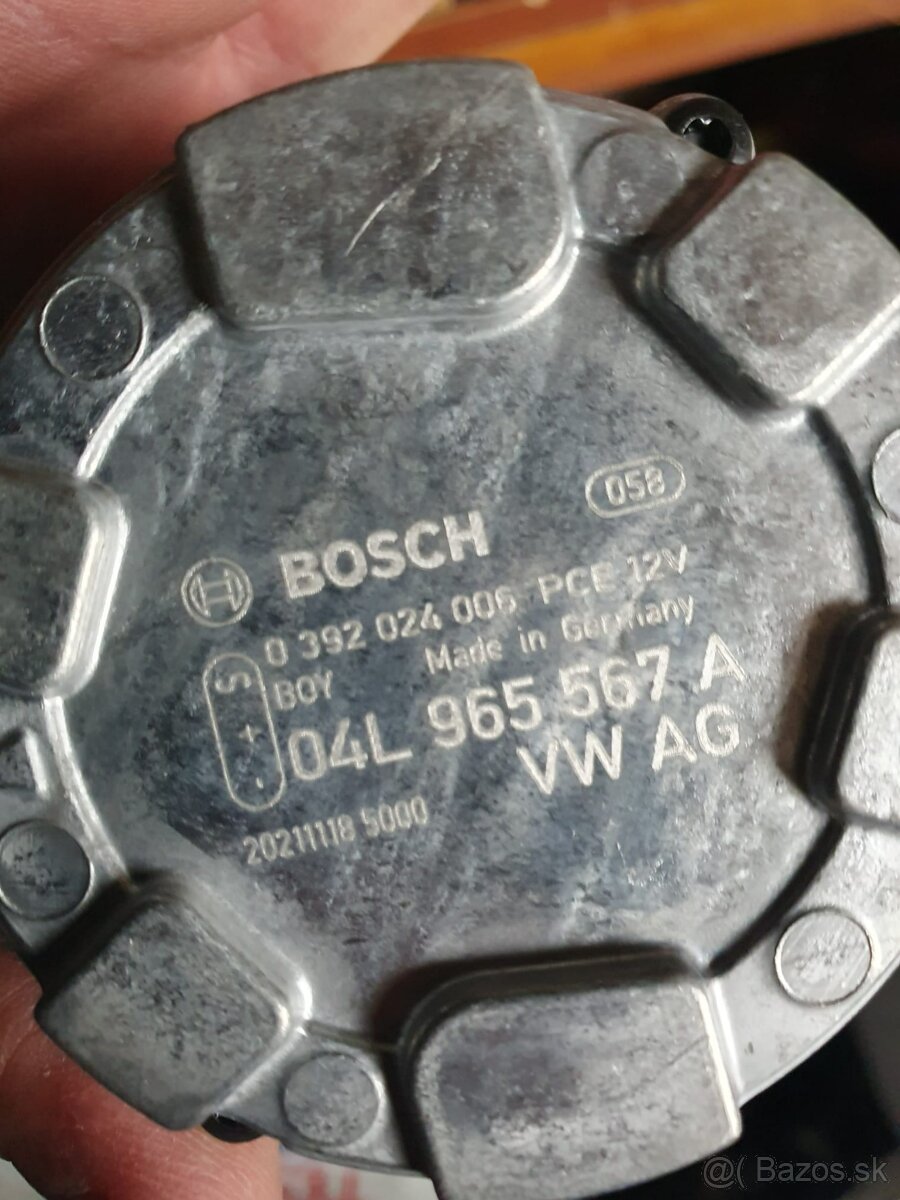 058
BOSCH
0 392 024 006 PCE 12V
Made in Germany
S + -
BOY
04L 965 567 A
VW AG
20211118 5000
@( Bazos.sk